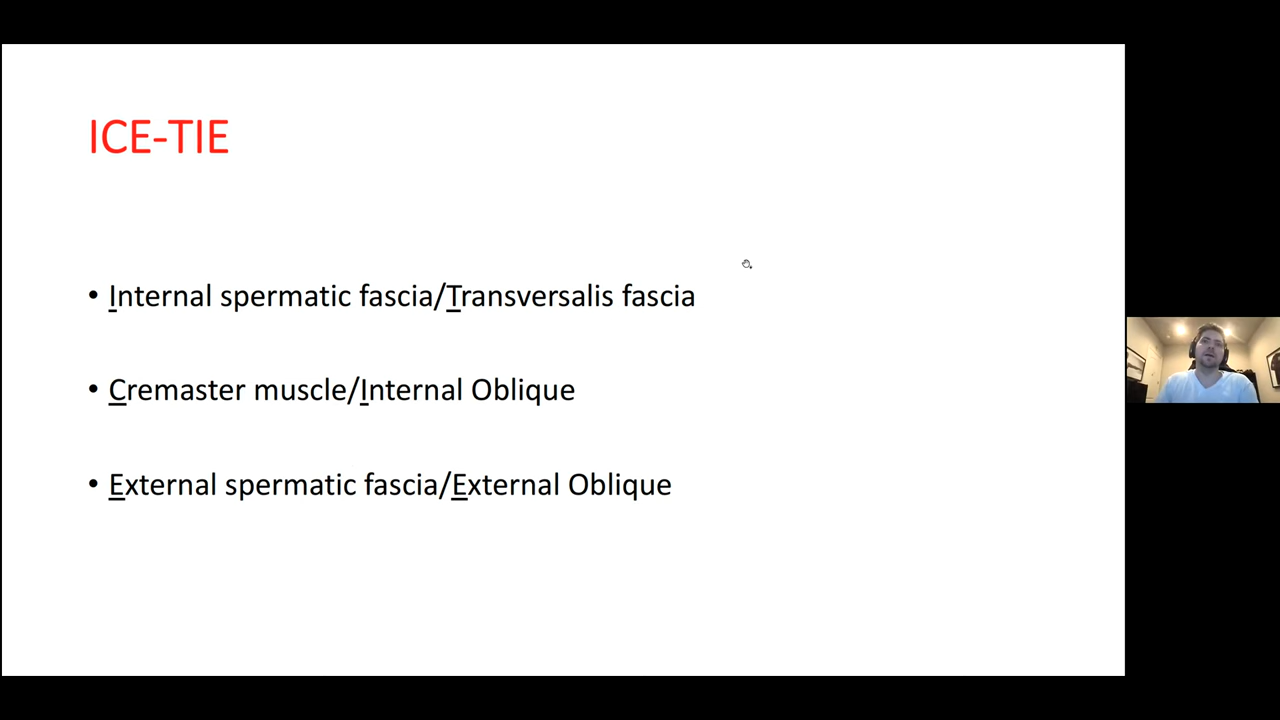 ICE-TIE
• Internal spermatic fascia/Transversalis fascia
• Cremaster muscle/Internal Oblique
• External spermatic fascia/External Oblique